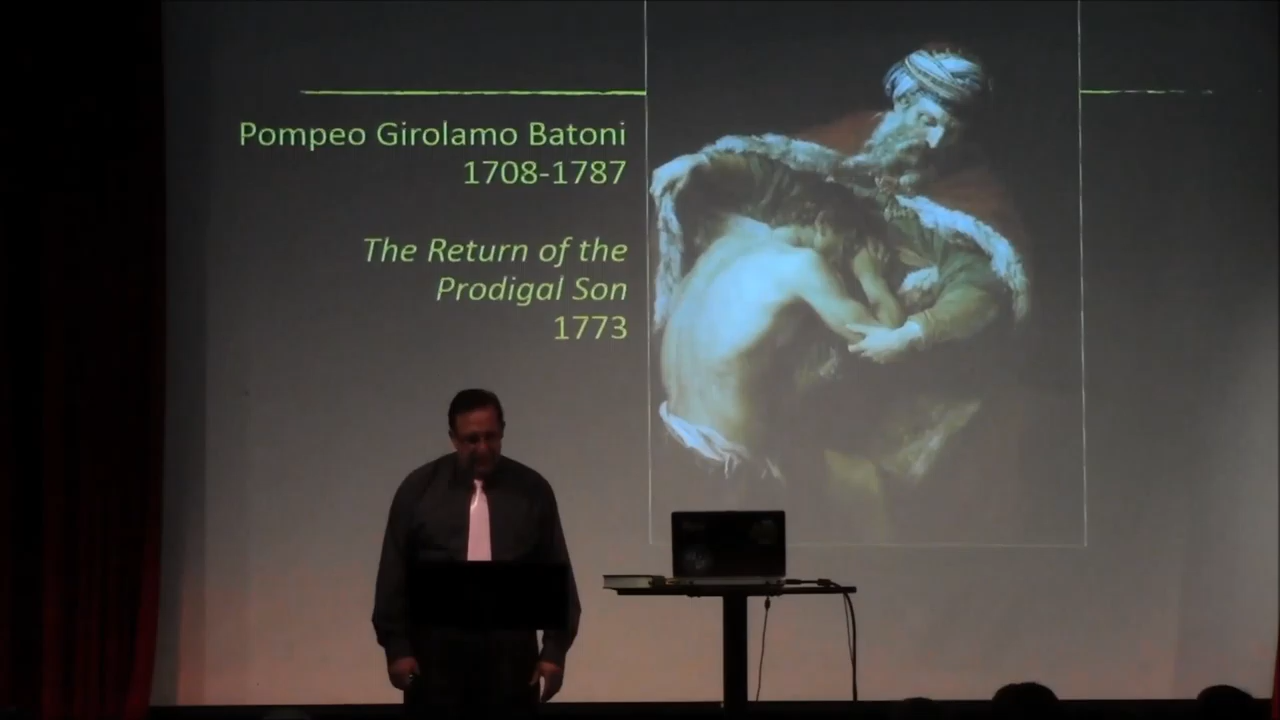 Pompeo Girolamo Batoni
1708-1787
The Return of the
Prodigal Son
1773